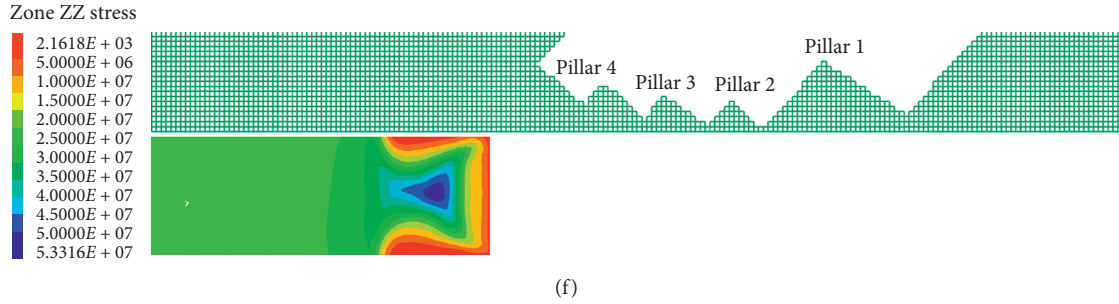 Zone ZZ stress
2.1618E + 03
5.0000E + 06
1.0000E + 07
1.5000E + 07
2.0000E + 07
2.5000E + 07
3.0000E + 07
3.5000E + 07
4.0000E + 07
4.5000E + 07
5.0000E + 07
5.3316E + 07
Pillar 4
Pillar 3
Pillar 2
Pillar 1
(f)